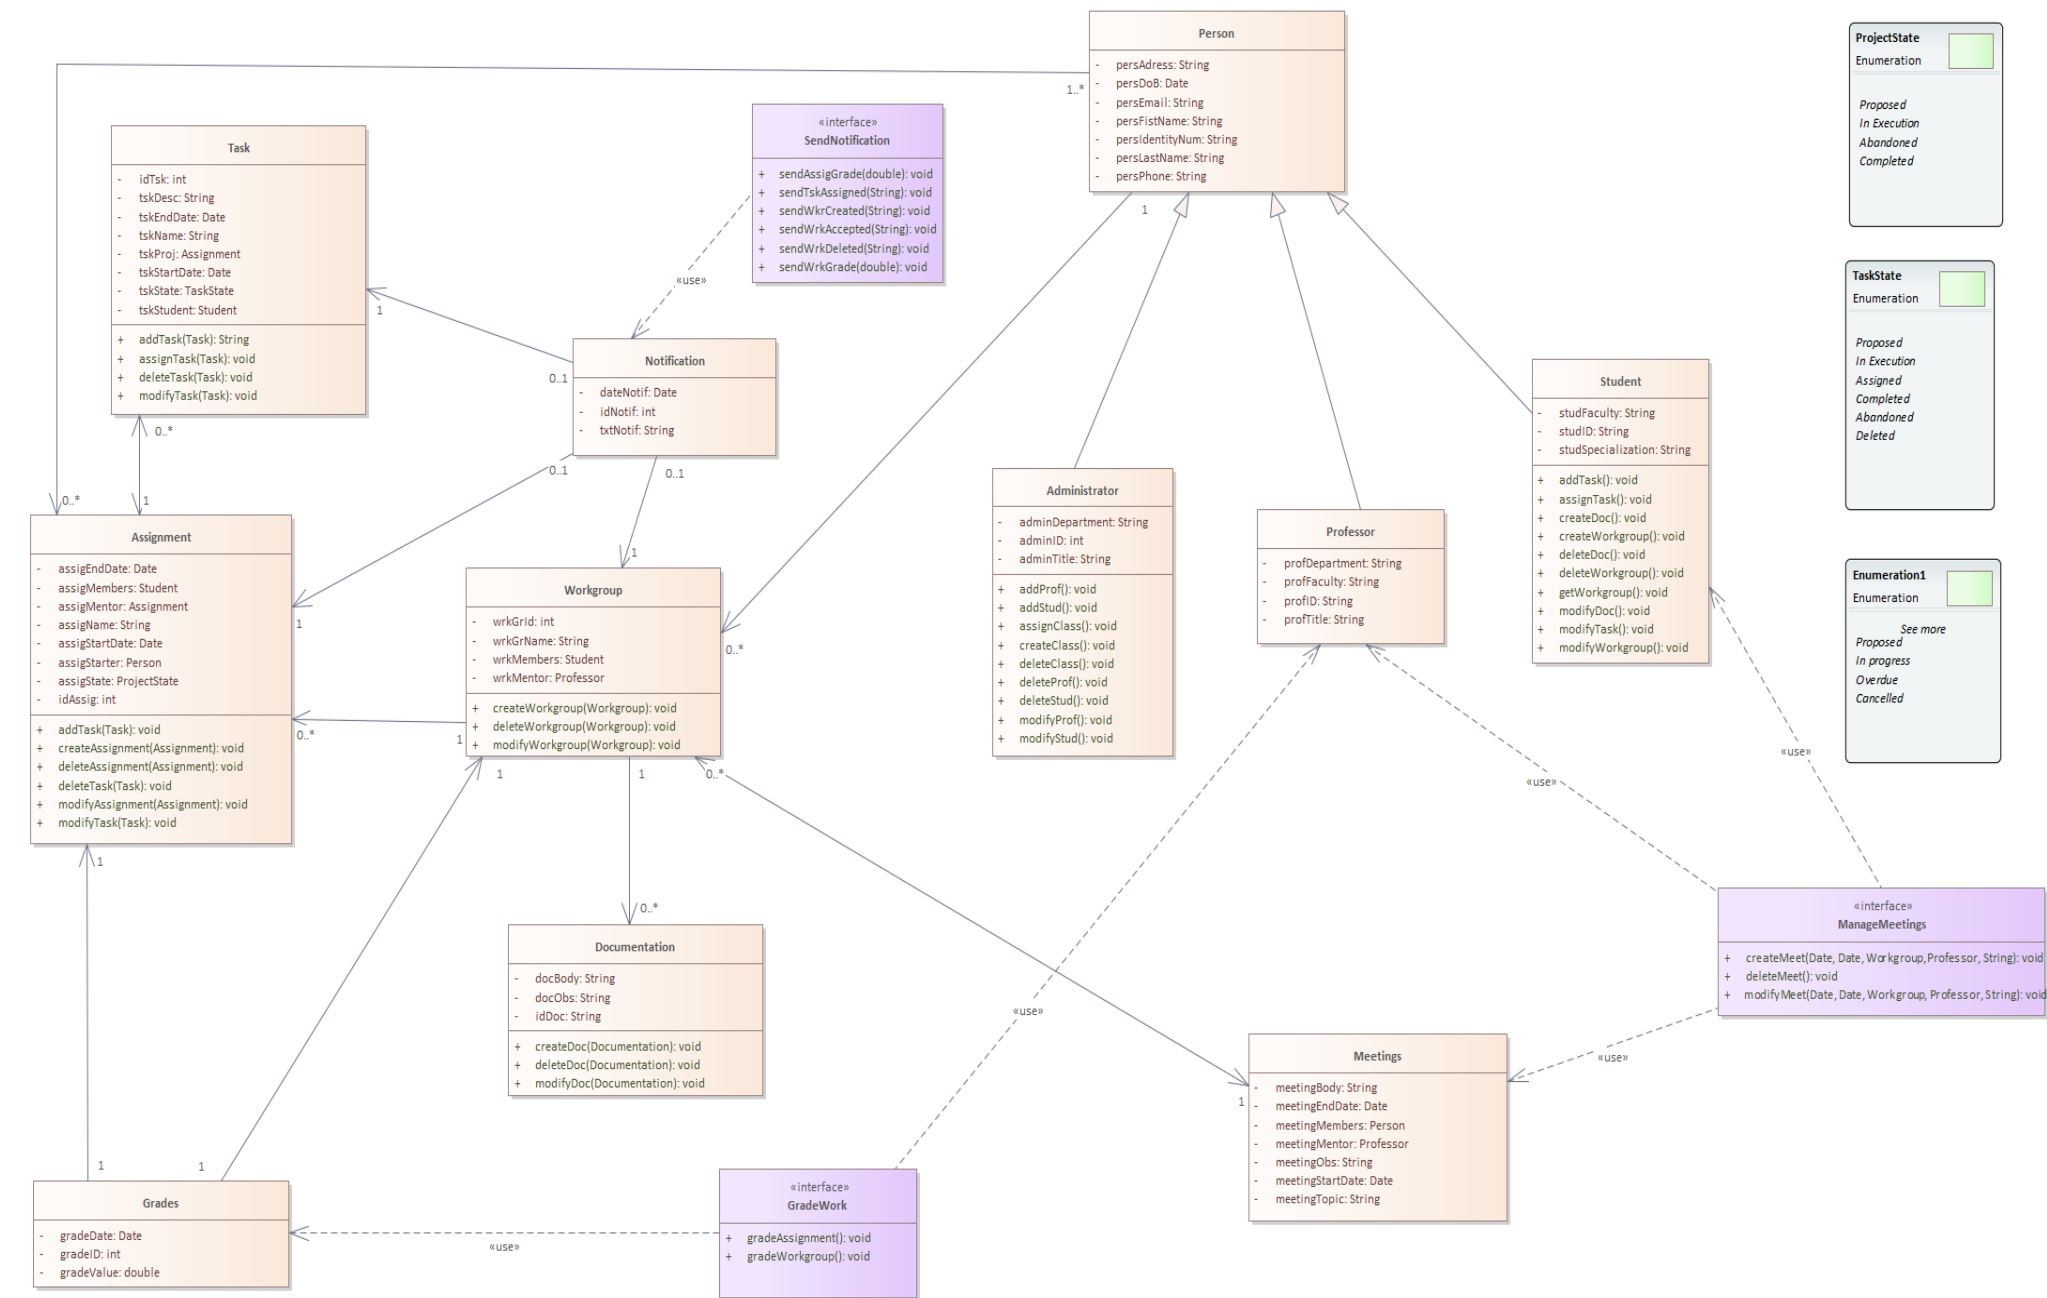 Person
- persAdress: String
- persDoB: Date
- persEmail: String
- persFistName: String
- persIdentityNum: String
- persLastName: String
- persPhone: String
ProjectState
Enumeration
Proposed
In Execution
Abandoned
Completed
1..*
1
«interface»
SendNotification
+ sendAssigGrade(double): void
+ sendTskAssigned(String): void
+ sendWkrCreated(String): void
+ sendWrkAccepted(String): void
+ sendWrkDeleted(String): void
+ sendWrkGrade(double): void
«use»
Task
- idTsk: int
- tskDesc: String
- tskEndDate: Date
- tskName: String
- tskProj: Assignment
- tskStartDate: Date
- tskState: TaskState
- tskStudent: Student
+ addTask(Task): String
+ assignTask(Task): void
+ deleteTask(Task): void
+ modifyTask(Task): void
1
0..*
1
0..*
TaskState
Enumeration
Proposed
In Execution
Assigned
Completed
Abandoned
Deleted
Notification
- dateNotif: Date
- idNotif: int
- txtNotif: String
0..1
0..1
0..1
Student
- studFaculty: String
- studID: String
- studSpecialization: String
+ addTask(): void
+ assignTask(): void
+ createDoc(): void
+ createWorkgroup(): void
+ deleteDoc(): void
+ deleteWorkgroup(): void
+ getWorkgroup(): void
+ modifyDoc(): void
+ modifyTask(): void
+ modifyWorkgroup(): void
Administrator
- adminDepartment: String
- adminID: int
- adminTitle: String
+ addProf(): void
+ addStud(): void
+ assignClass(): void
+ createClass(): void
+ deleteClass(): void
+ deleteProf(): void
+ deleteStud(): void
+ modifyProf(): void
+ modifyStud(): void
Professor
- profDepartment: String
- profFaculty: String
- profID: String
- profTitle: String
Assignment
- assigEndDate: Date
- assigMembers: Student
- assigMentor: Assignment
- assigName: String
- assigStartDate: Date
- assigStarter: Person
- assigState: ProjectState
- idAssig: int
+ addTask(Task): void
+ createAssignment(Assignment): void
+ deleteAssignment(Assignment): void
+ deleteTask(Task): void
+ modifyAssignment(Assignment): void
+ modifyTask(Task): void
1
0..*
1
1
Workgroup
- wrkGrId: int
- wrkGrName: String
- wrkMembers: Student
- wrkMentor: Professor
+ createWorkgroup(Workgroup): void
+ deleteWorkgroup(Workgroup): void
+ modifyWorkgroup(Workgroup): void
1
0..*
1
1
1
0..*
Enumeration1
Enumeration
See more
Proposed
In progress
Overdue
Cancelled
«use»
«use»
«use»
«interface»
ManageMeetings
+ createMeet(Date, Date, Workgroup, Professor, String): void
+ deleteMeet(): void
+ modifyMeet(Date, Date, Workgroup, Professor, String): void
«use»
0..*
Documentation
- docBody: String
- docObs: String
- idDoc: String
+ createDoc(Documentation): void
+ deleteDoc(Documentation): void
+ modifyDoc(Documentation): void
1
Meetings
- meetingBody: String
- meetingEndDate: Date
- meetingMembers: Person
- meetingMentor: Professor
- meetingObs: String
- meetingStartDate: Date
- meetingTopic: String
1
1
Grades
- gradeDate: Date
- gradeID: int
- gradeValue: double
«use»
«interface»
GradeWork
+ gradeAssignment(): void
+ gradeWorkgroup(): void